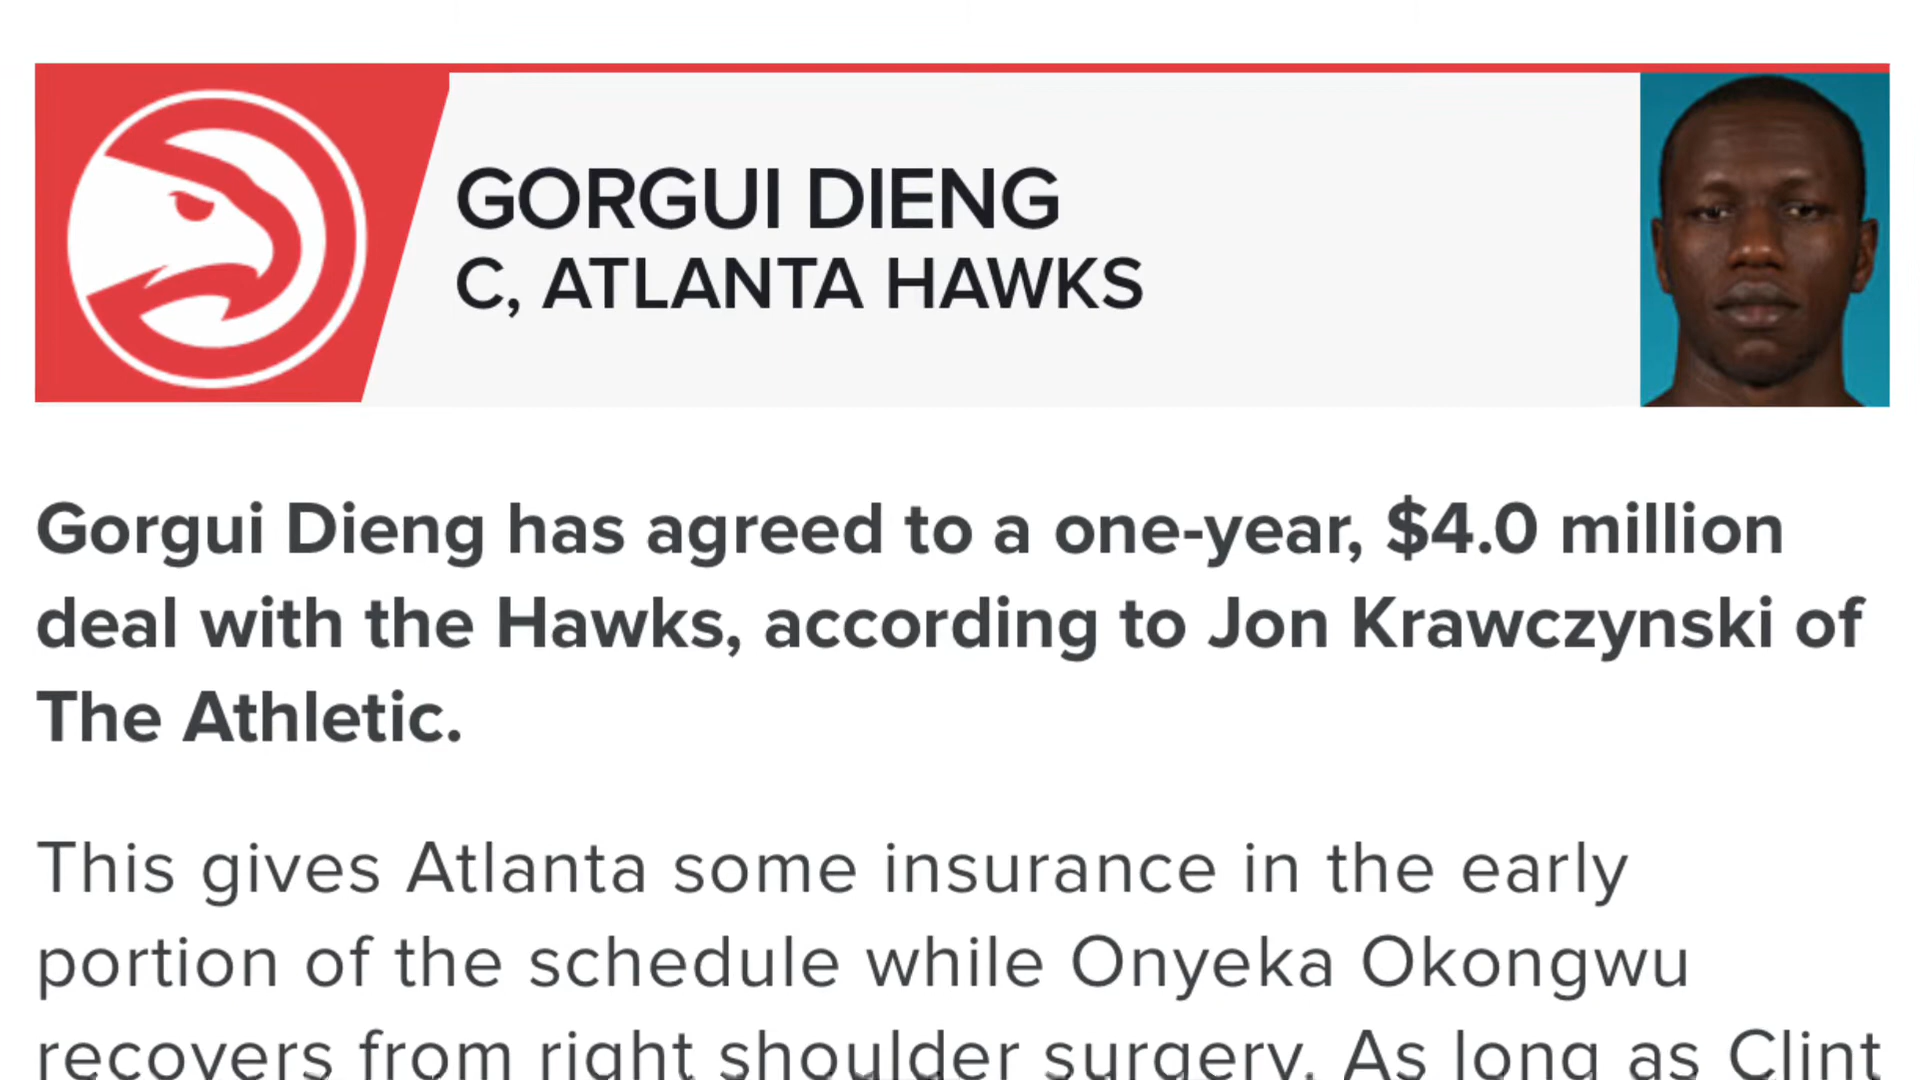 GORGUI DIENG
C, ATLANTA HAWKS
Gorgui Dieng has agreed to a one-year, $4.0 million
deal with the Hawks, according to Jon Krawczynski of
The Athletic.
This gives Atlanta some insurance in the early
portion of the schedule while Onyeka Okongwu
recovers from right shoulder surgery. As long as Clint